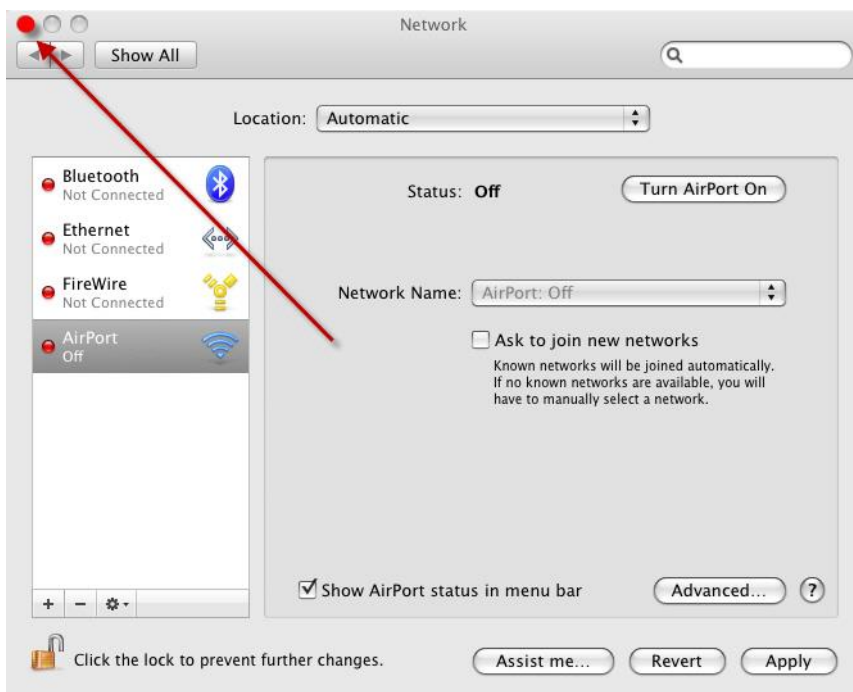 Network
Show All
Location: Automatic
Bluetooth
Not Connected
Ethernet
Not Connected
FireWire
Not Connected
AirPort
Off
Status: Off
Turn AirPort On
Network Name: AirPort: Off
Ask to join new networks
Known networks will be joined automatically.
If no known networks are available, you will
have to manually select a network.
Show AirPort status in menu bar
Advanced... ?
+ -
Click the lock to prevent further changes.
Assist me... Revert Apply